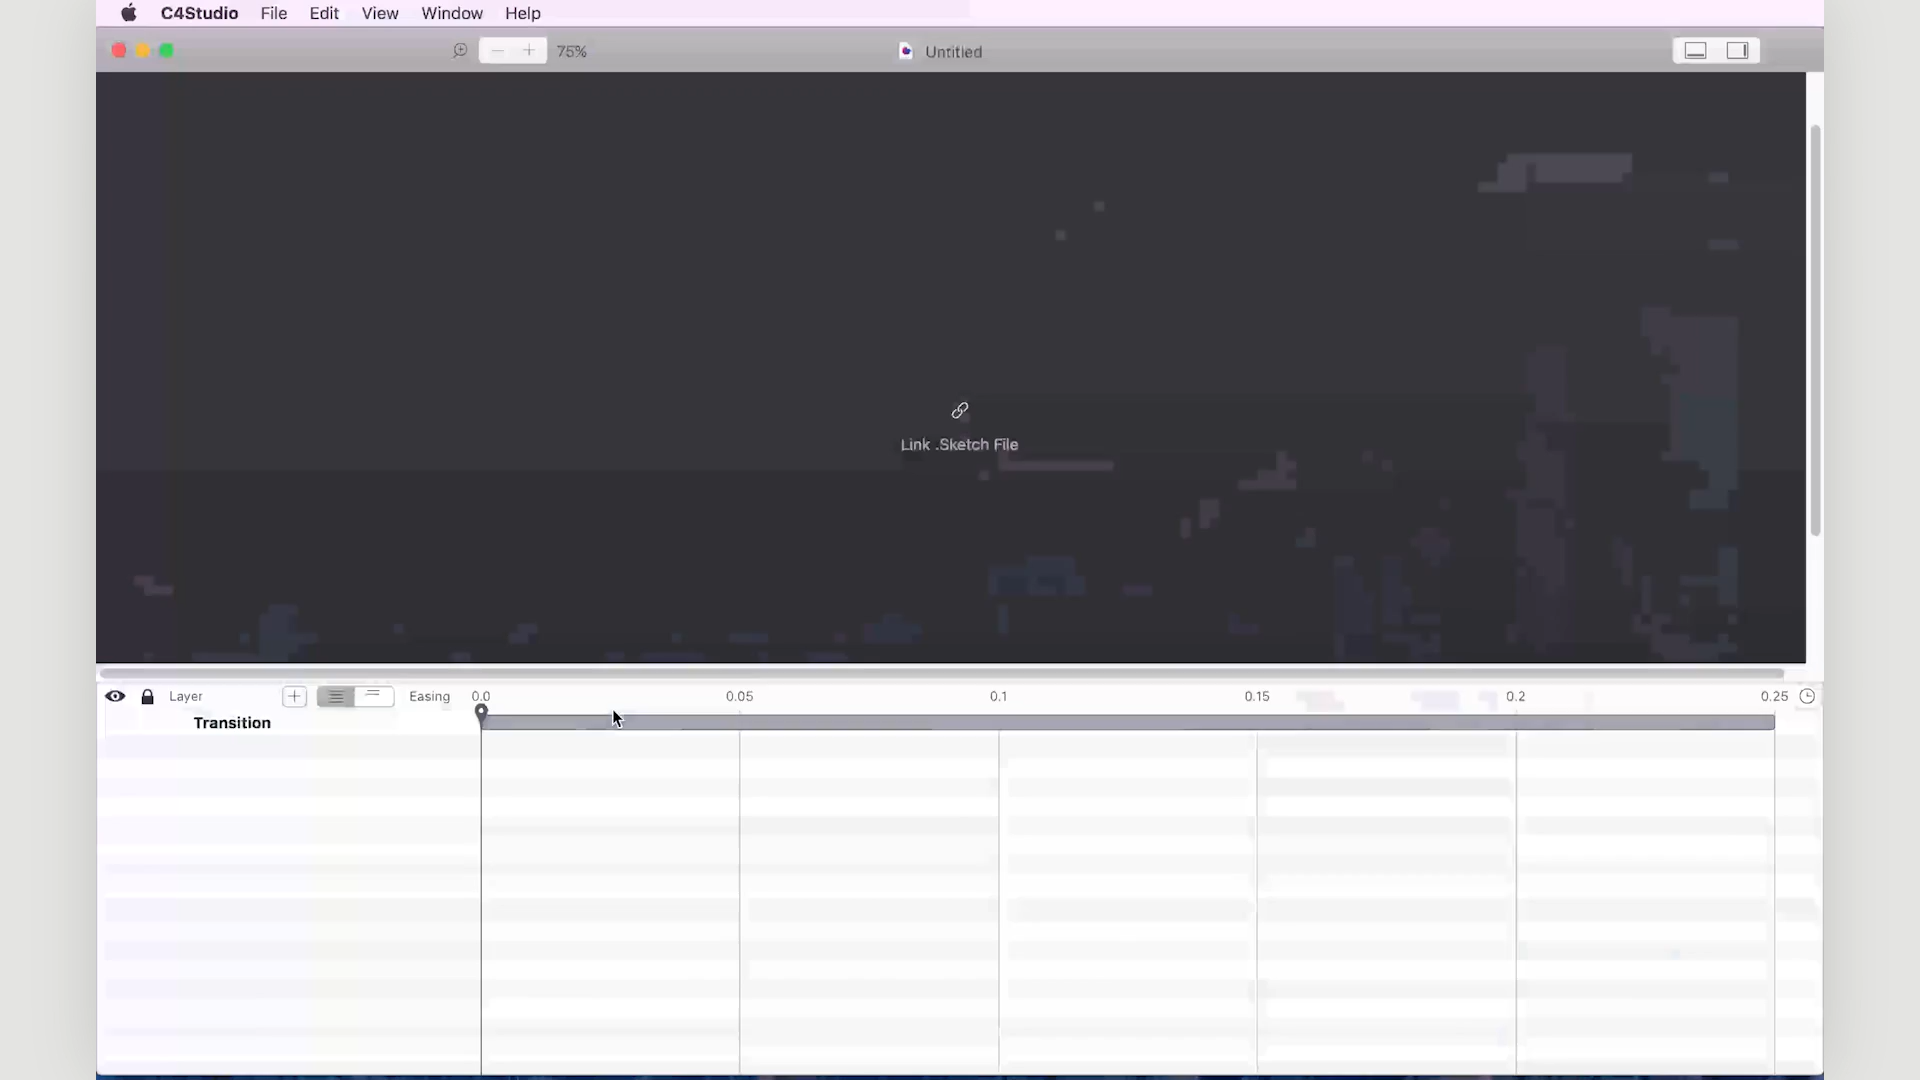 C4Studio File Edit View Window Help
75% Untitled
Link .Sketch File
Layer Easing 0.0 0.05 0.1 0.15 0.2 0.25
Transition